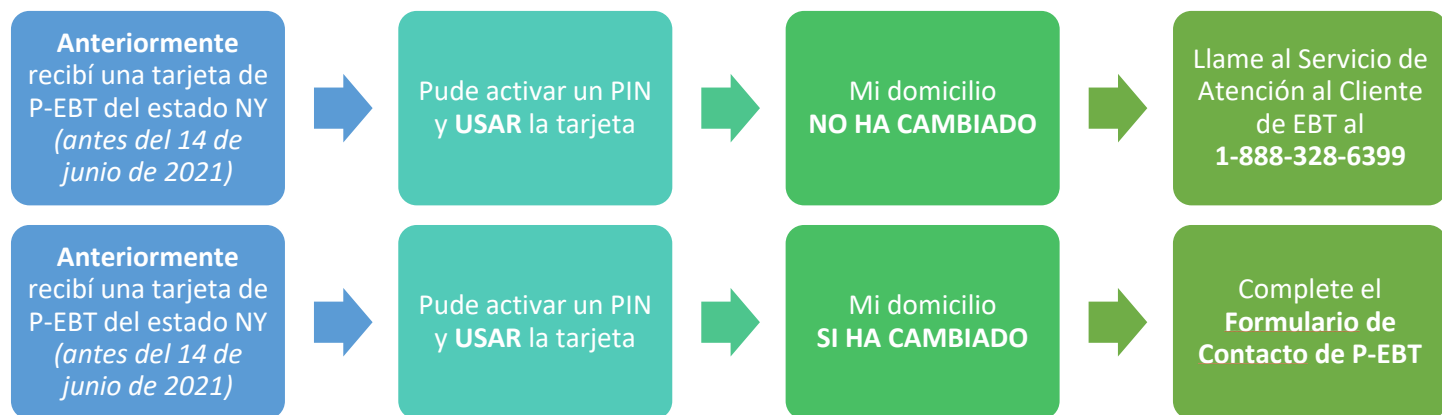 Anteriormente
recibí una tarjeta de
P-EBT del estado NY
(antes del 14 de
junio de 2021)
Pude activar un PIN
y USAR la tarjeta
Mi domicilio
NO HA CAMBIADO
Llame al Servicio de
Atención al Cliente
de EBT al
1-888-328-6399
Anteriormente
recibí una tarjeta de
P-EBT del estado NY
(antes del 14 de
junio de 2021)
Pude activar un PIN
y USAR la tarjeta
Mi domicilio
SI HA CAMBIADO
Complete el
Formulario de
Contacto de P-EBT